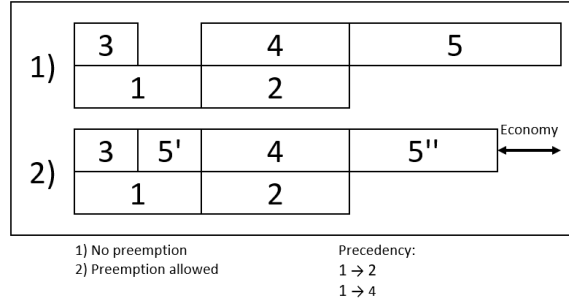 1)
3 4 5
1 2
2)
3 5' 4 5''
1 2
Economy
1) No preemption
2) Preemption allowed
Precedency:
1 → 2
1 → 4